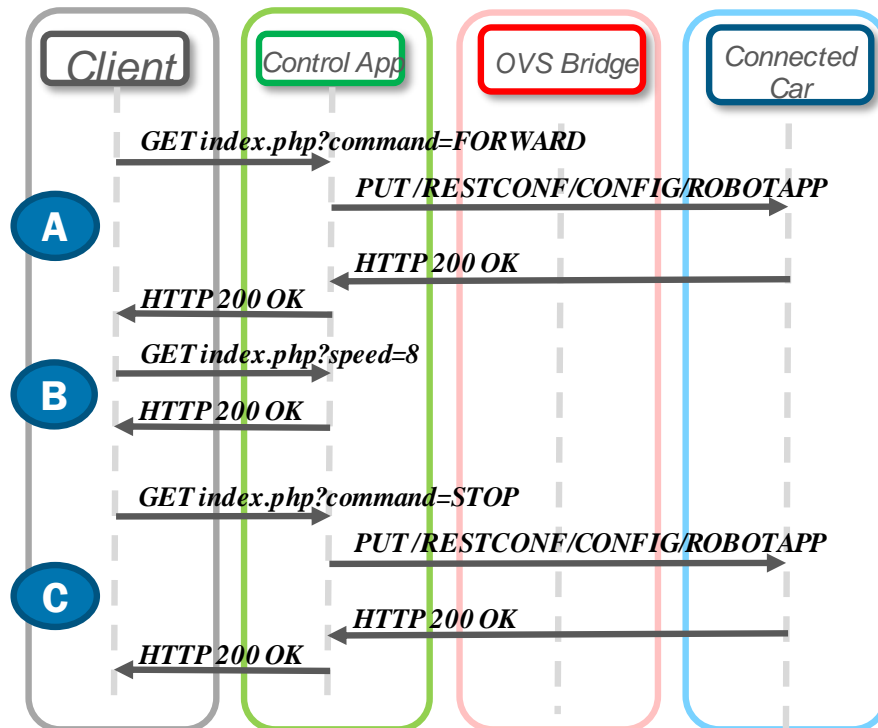 Client
Control App
OVS Bridge
Connected
Car
GET index.php?command=FORWARD
PUT /RESTCONF/CONFIG/ROBOTAPP
A
HTTP 200 OK
HTTP 200 OK
GET index.php?speed=8
B
HTTP 200 OK
GET index.php?command=STOP
PUT /RESTCONF/CONFIG/ROBOTAPP
C
HTTP 200 OK
HTTP 200 OK